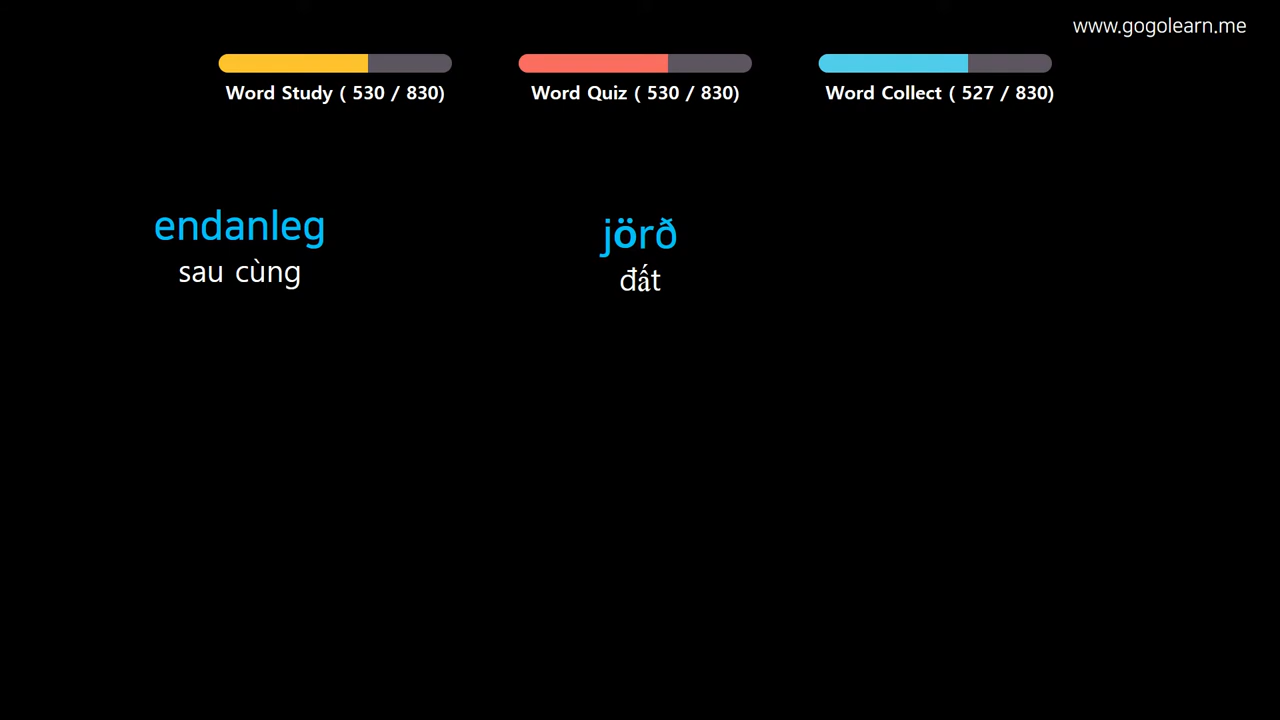 www.gogolearn.me
Word Study ( 530 / 830)
Word Quiz ( 530 / 830)
Word Collect ( 527 / 830)
endanleg
sau cùng
jörð
đất